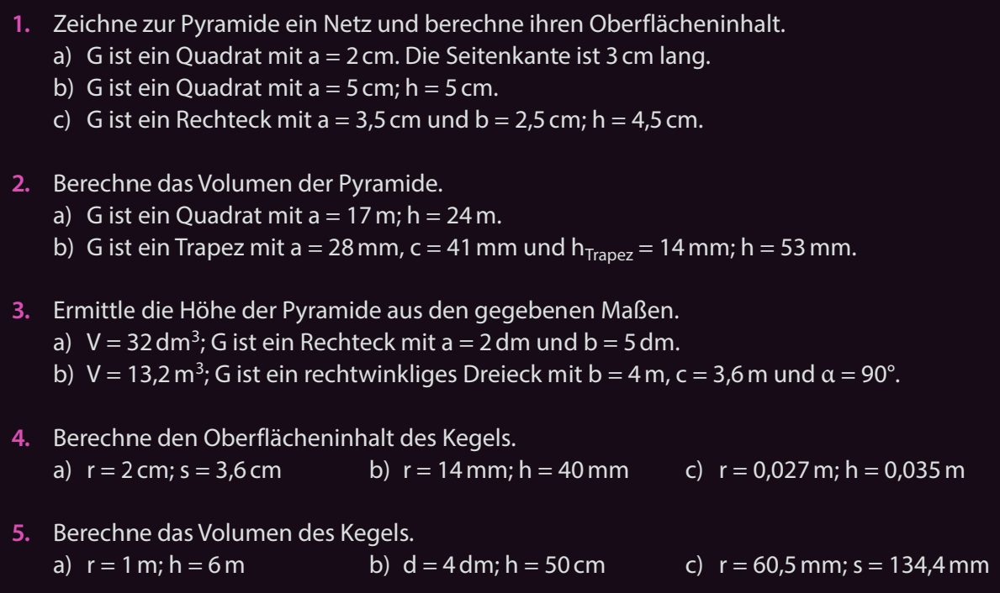 1. Zeichne zur Pyramide ein Netz und berechne ihren Oberflächeninhalt.
a) G ist ein Quadrat mit a = 2 cm. Die Seitenkante ist 3 cm lang.
b) G ist ein Quadrat mit a = 5 cm; h = 5 cm.
c) G ist ein Rechteck mit a = 3,5 cm und b = 2,5 cm; h = 4,5 cm.
2. Berechne das Volumen der Pyramide.
a) G ist ein Quadrat mit a = 17 m; h = 24 m.
b) G ist ein Trapez mit a = 28 mm, c = 41 mm und h_Trapez = 14 mm; h = 53 mm.
3. Ermittle die Höhe der Pyramide aus den gegebenen Maßen.
a) V = 32 dm³; G ist ein Rechteck mit a = 2 dm und b = 5 dm.
b) V = 13,2 m³; G ist ein rechtwinkliges Dreieck mit b = 4 m, c = 3,6 m und α = 90°.
4. Berechne den Oberflächeninhalt des Kegels.
a) r = 2 cm; s = 3,6 cm b) r = 14 mm; h = 40 mm c) r = 0,027 m; h = 0,035 m
5. Berechne das Volumen des Kegels.
a) r = 1 m; h = 6 m b) d = 4 dm; h = 50 cm c) r = 60,5 mm; s = 134,4 mm